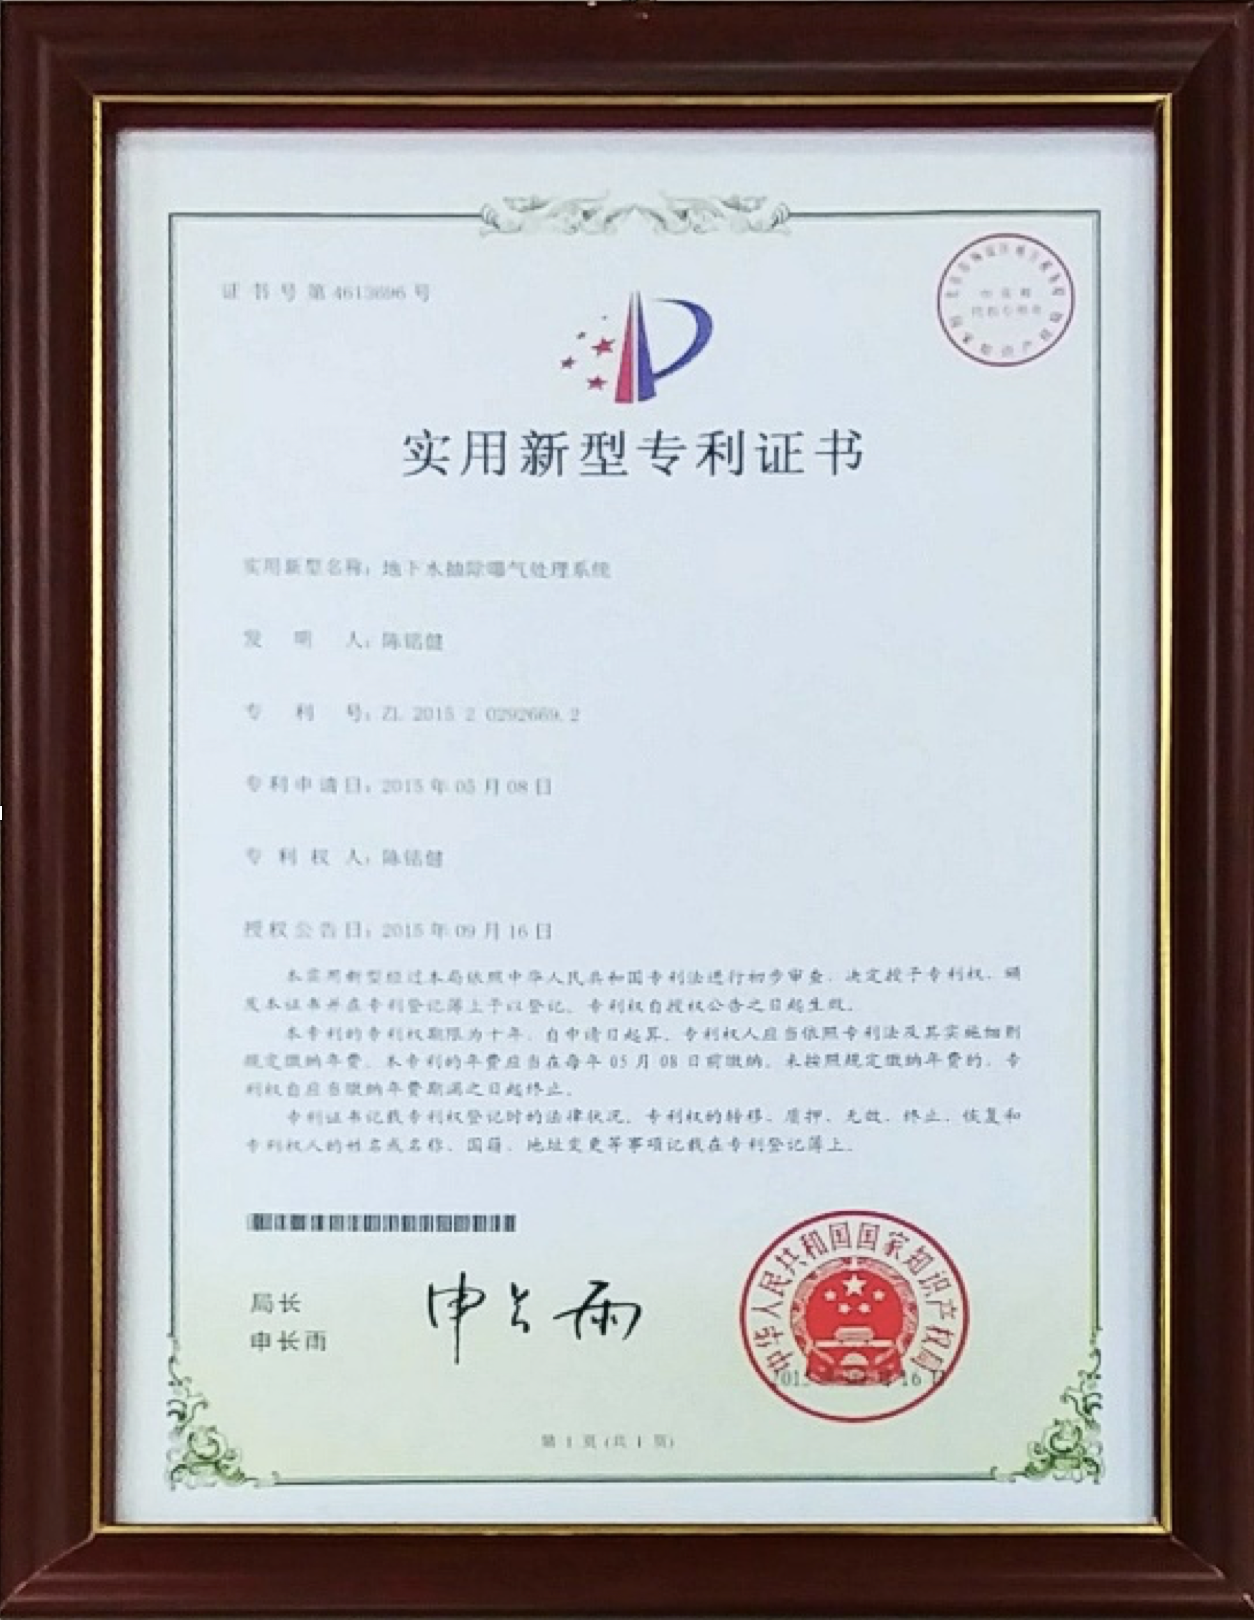 证书号第4613696号
实用新型专利证书
实用新型名称：地下水抽除曝气处理系统
发 明 人：陈铭健
专 利 号：ZL 2015 2 0292669.2
专利申请日：2015年05月08日
专 利 权 人：陈铭健
授权公告日：2015年09月16日
本实用新型经过本局依照中华人民共和国专利法进行初步审查，决定授予专利权，颁
发本证书并在专利登记簿上予以登记。专利权自授权公告之日起生效。
本专利的专利权期限为十年，自申请日起算。专利权人应当依照专利法及其实施细则
规定缴纳年费。本专利的年费应当在每年05月08日前缴纳。未按照规定缴纳年费的，专
利权自应当缴纳年费期满之日起终止。
专利证书记载专利权登记时的法律状况。专利权的转移、质押、无效、终止、恢复和
专利权人的姓名或名称、国籍、地址变更等事项记载在专利登记簿上。
局长
申长雨
申长雨
中华人民共和国国家知识产权局
第 1 页 (共 1 页)